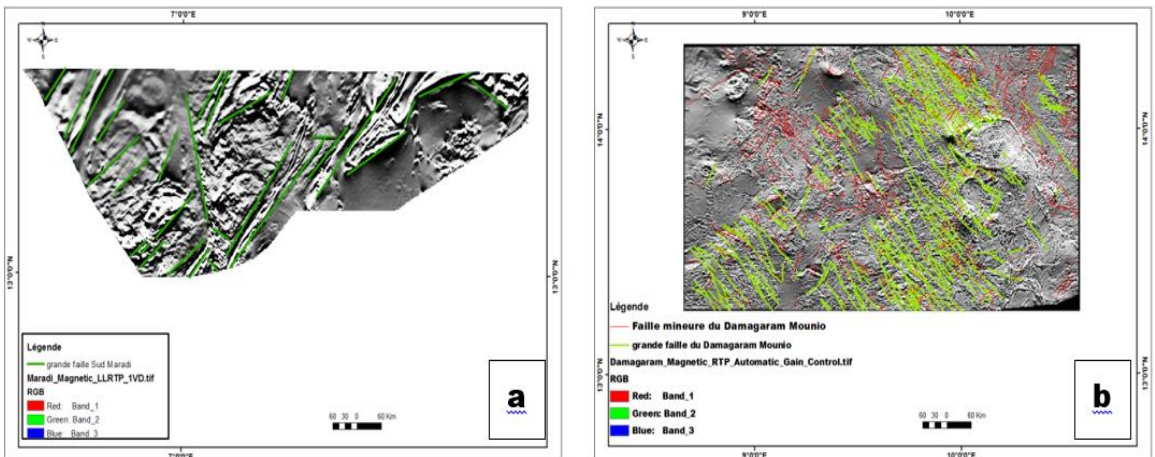 7°0'0"E
N
W
E
S
13°0'0"N
13°0'0"N
Légende
grande faille Sud Maradi
Maradi_Magnetic_LLRTP_1VD.tif
RGB
Red: Band_1
Green: Band_2
Blue: Band_3
60 30 0 60 Km
a
7°0'0"E
9°0'0"E 10°0'0"E
N
W
E
S
14°0'0"N
14°0'0"N
13°0'0"N
13°0'0"N
Légende
Faille mineure du Damagaram Mounio
grande faille du Damagaram Mounio
Damagaram_Magnetic_RTP_Automatic_Gain_Control.tif
RGB
Red: Band_1
Green: Band_2
Blue: Band_3
60 30 0 60 Km
b
9°0'0"E 10°0'0"E